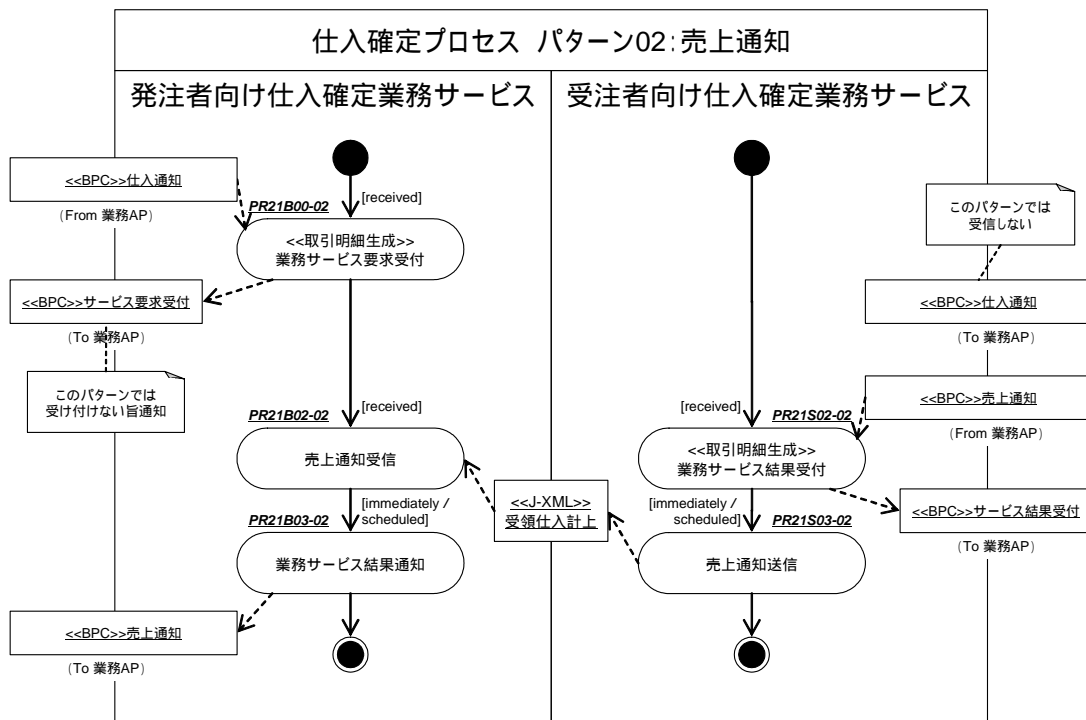 仕入確定プロセス パターン02:売上通知
発注者向け仕入確定業務サービス
受注者向け仕入確定業務サービス
<<BPC>>仕入通知
(From 業務AP)
[received]
PR21B00-02
<<取引明細生成>>
業務サービス要求受付
<<BPC>>サービス要求受付
(To 業務AP)
このパターンでは
受け付けない旨通知
[received]
PR21B02-02
売上通知受信
[immediately /
scheduled]
PR21B03-02
業務サービス結果通知
<<BPC>>売上通知
(To 業務AP)
<<J-XML>>
受領仕入計上
このパターンでは
受信しない
<<BPC>>仕入通知
(To 業務AP)
<<BPC>>売上通知
(From 業務AP)
[received]
PR21S02-02
<<取引明細生成>>
業務サービス結果受付
<<BPC>>サービス結果受付
(To 業務AP)
[immediately /
scheduled]
PR21S03-02
売上通知送信